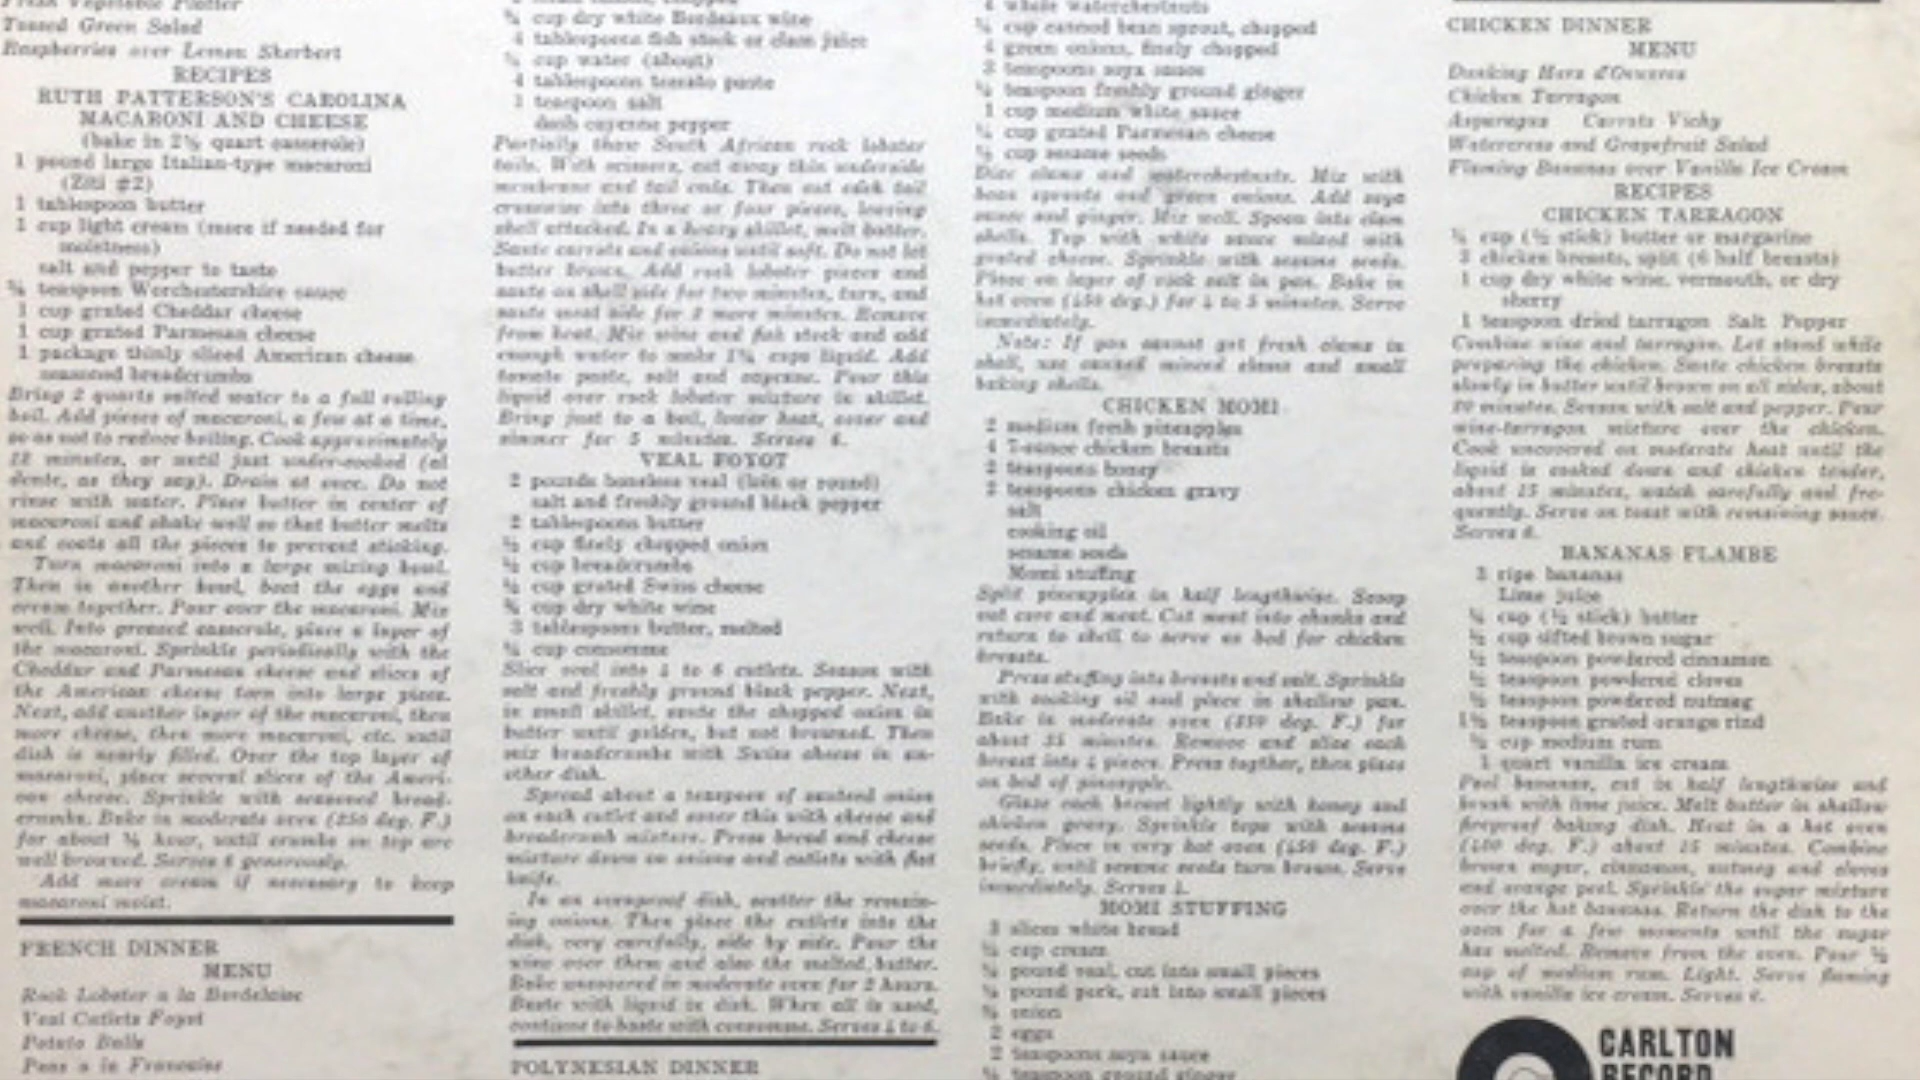 Fresh Vegetable Platter
Tossed Green Salad
Raspberries over Lemon Sherbert
RECIPES
RUTH PATTERSON'S CAROLINA
MACARONI AND CHEESE
(bake in 2½ quart casserole)
1 pound large Italian-type macaroni
(Ziti #2)
1 tablespoon butter
1 cup light cream (more if needed for
moistness)
salt and pepper to taste
¾ teaspoon Worchestershire sauce
1 cup grated Cheddar cheese
1 cup grated Parmesan cheese
1 package thinly sliced American cheese
seasoned breadcrumbs
Bring 2 quarts salted water to a full rolling
boil. Add pieces of macaroni, a few at a time,
so as not to reduce boiling. Cook approximately
12 minutes, or until just under-cooked (al
dente, as they say). Drain at once. Do not
rinse with water. Place butter in center of
macaroni and shake well so that butter melts
and coats all the pieces to prevent sticking.
Turn macaroni into a large mixing bowl.
Then in another bowl, beat the eggs and
cream together. Pour over the macaroni. Mix
well. Into greased casserole, place a layer of
the macaroni. Sprinkle periodically with the
Cheddar and Parmesan cheese and slices of
the American cheese torn into large pieces.
Next, add another layer of the macaroni, then
more cheese, then more macaroni, etc. until
dish is nearly filled. Over the top layer of
macaroni, place several slices of the Ameri-
can cheese. Sprinkle with seasoned bread-
crumbs. Bake in moderate oven (350 deg. F.)
for about ¾ hour, until crumbs on top are
well browned. Serves 6 generously.
Add more cream if necessary to keep
macaroni moist.
FRENCH DINNER
MENU
Rock Lobster a la Bordelaise
Veal Cutlets Foyot
Potato Balls
Peas a la Francaise
¾ cup dry white Bordeaux wine
4 tablespoons fish stock or clam juice
cup water (about)
4 tablespoons tomato paste
1 teaspoon salt
dash cayenne pepper
Partially thaw South African rock lobster
tails. With scissors, cut away thin underside
membrane and tail ends. Then cut each tail
crosswise into three or four pieces, leaving
shell attached. In a heavy skillet, melt butter.
Saute carrots and onions until soft. Do not let
butter brown. Add rock lobster pieces and
saute on shell side for two minutes, turn, and
saute meat side for 2 more minutes. Remove
from heat. Mix wine and fish stock and add
enough water to make 1¾ cups liquid. Add
tomato paste, salt and cayenne. Pour this
liquid over rock lobster mixture in skillet.
Bring just to a boil, lower heat, cover and
simmer for 5 minutes. Serves 6.
VEAL FOYOT
2 pounds boneless veal (loin or round)
salt and freshly ground black pepper
2 tablespoons butter
½ cup finely chopped onion
½ cup breadcrumbs
½ cup grated Swiss cheese
¾ cup dry white wine
3 tablespoons butter, melted
¾ cup consomme
Slice veal into 4 to 6 cutlets. Season with
salt and freshly ground black pepper. Next,
in small skillet, saute the chopped onion in
butter until golden, but not browned. Then
mix breadcrumbs with Swiss cheese in an-
other dish.
Spread about a teaspoon of sauteed onion
on each cutlet and cover this with cheese and
breadcrumb mixture. Press bread and cheese
mixture down on onions and cutlets with flat
knife.
In an ovenproof dish, scatter the remain-
ing onions. Then place the cutlets into the
dish, very carefully, side by side. Pour the
wine over them and also the melted butter.
Bake uncovered in moderate oven for 2 hours.
Baste with liquid in dish. When all is used,
continue to baste with consomme. Serves 4 to 6.
POLYNESIAN DINNER
4 whole waterchestnuts
cup canned bean sprout, chopped
4 green onions, finely chopped
teaspoons soya sauce
teaspoon freshly ground ginger
1 cup medium white sauce
cup grated Parmesan cheese
cup sesame seeds
Dice clams and waterchestnuts. Mix with
bean sprouts and green onions. Add soya
sauce and ginger. Mix well. Spoon into clam
shells. Top with white sauce mixed with
grated cheese. Sprinkle with sesame seeds.
Place on layer of rock salt in pan. Bake in
hot oven (450 deg.) for 4 to 5 minutes. Serve
immediately.
Note: If you cannot get fresh clams in
shell, use canned minced clams and small
baking shells.
CHICKEN MOMI
2 medium fresh pineapples
4 7-ounce chicken breasts
2 teaspoons honey
2 teaspoons chicken gravy
salt
cooking oil
sesame seeds
Momi stuffing
Split pineapples in half lengthwise. Scoop
out core and meat. Cut meat into chunks and
return to shell to serve as bed for chicken
breasts.
Press stuffing into breasts and salt. Sprinkle
with cooking oil and place in shallow pan.
Bake in moderate oven (350 deg. F.) for
about 35 minutes. Remove and slice each
breast into 4 pieces. Press together, then place
on bed of pineapple.
Glaze each breast lightly with honey and
chicken gravy. Sprinkle tops with sesame
seeds. Place in very hot oven (450 deg. F.)
briefly, until sesame seeds turn brown. Serve
immediately. Serves 4.
MOMI STUFFING
3 slices white bread
cup cream
pound veal, cut into small pieces
pound pork, cut into small pieces
onion
2 eggs
2 teaspoons soya sauce
teaspoon ground ginger
CHICKEN DINNER
MENU
Dunking Hors d'Oeuvres
Chicken Tarragon
Asparagus Carrots Vichy
Watercress and Grapefruit Salad
Flaming Bananas over Vanilla Ice Cream
RECIPES
CHICKEN TARRAGON
¼ cup (½ stick) butter or margarine
3 chicken breasts, split (6 half breasts)
1 cup dry white wine, vermouth, or dry
sherry
1 teaspoon dried tarragon Salt Pepper
Combine wine and tarragon. Let stand while
preparing the chicken. Saute chicken breasts
slowly in butter until brown on all sides, about
20 minutes. Season with salt and pepper. Pour
wine-tarragon mixture over the chicken.
Cook uncovered on moderate heat until the
liquid is cooked down and chicken tender,
about 25 minutes, watch carefully and fre-
quently. Serve on toast with remaining sauce.
Serves 6.
BANANAS FLAMBE
3 ripe bananas
Lime juice
¼ cup (½ stick) butter
½ cup sifted brown sugar
½ teaspoon powdered cinnamon
½ teaspoon powdered cloves
½ teaspoon powdered nutmeg
1½ teaspoon grated orange rind
½ cup medium rum
1 quart vanilla ice cream
Peel bananas, cut in half lengthwise and
brush with lime juice. Melt butter in shallow
fireproof baking dish. Heat in a hot oven
(450 deg. F.) about 15 minutes. Combine
brown sugar, cinnamon, nutmeg and cloves
and orange peel. Sprinkle the sugar mixture
over the hot bananas. Return the dish to the
oven for a few moments until the sugar
has melted. Remove from the oven. Pour ½
cup of medium rum. Light. Serve flaming
with vanilla ice cream. Serves 6.
CARLTON
RECORD